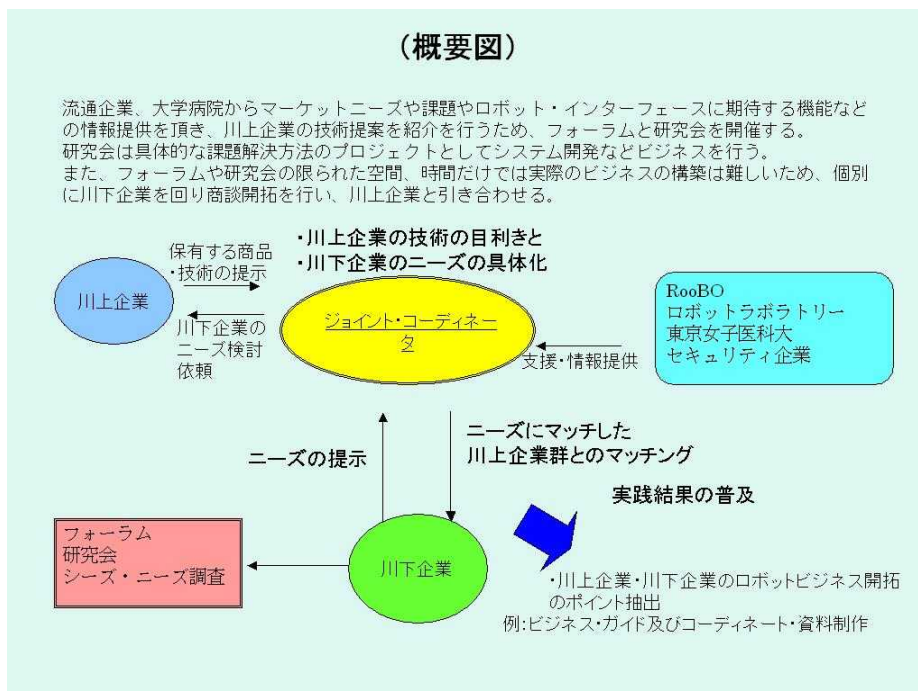 （概要図）
流通企業、大学病院からマーケットニーズや課題やロボット・インターフェースに期待する機能など
の情報提供を頂き、川上企業の技術提案を紹介を行うため、フォーラムと研究会を開催する。
研究会は具体的な課題解決方法のプロジェクトとしてシステム開発などビジネスを行う。
また、フォーラムや研究会の限られた空間、時間だけでは実際のビジネスの構築は難しいため、個別
に川下企業を回り商談開拓を行い、川上企業と引き合わせる。
・川上企業の技術の目利きと
・川下企業のニーズの具体化
保有する商品
・技術の提示
川上企業
川下企業の
ニーズ検討
依頼
ジョイント・コーディネー
タ
支援・情報提供
RooBO
ロボットラボラトリー
東京女子医科大
セキュリティ企業
ニーズの提示
ニーズにマッチした
川上企業群とのマッチング
実践結果の普及
フォーラム
研究会
シーズ・ニーズ調査
川下企業
・川上企業・川下企業のロボットビジネス開拓
のポイント抽出
例：ビジネス・ガイド及びコーディネート・資料制作